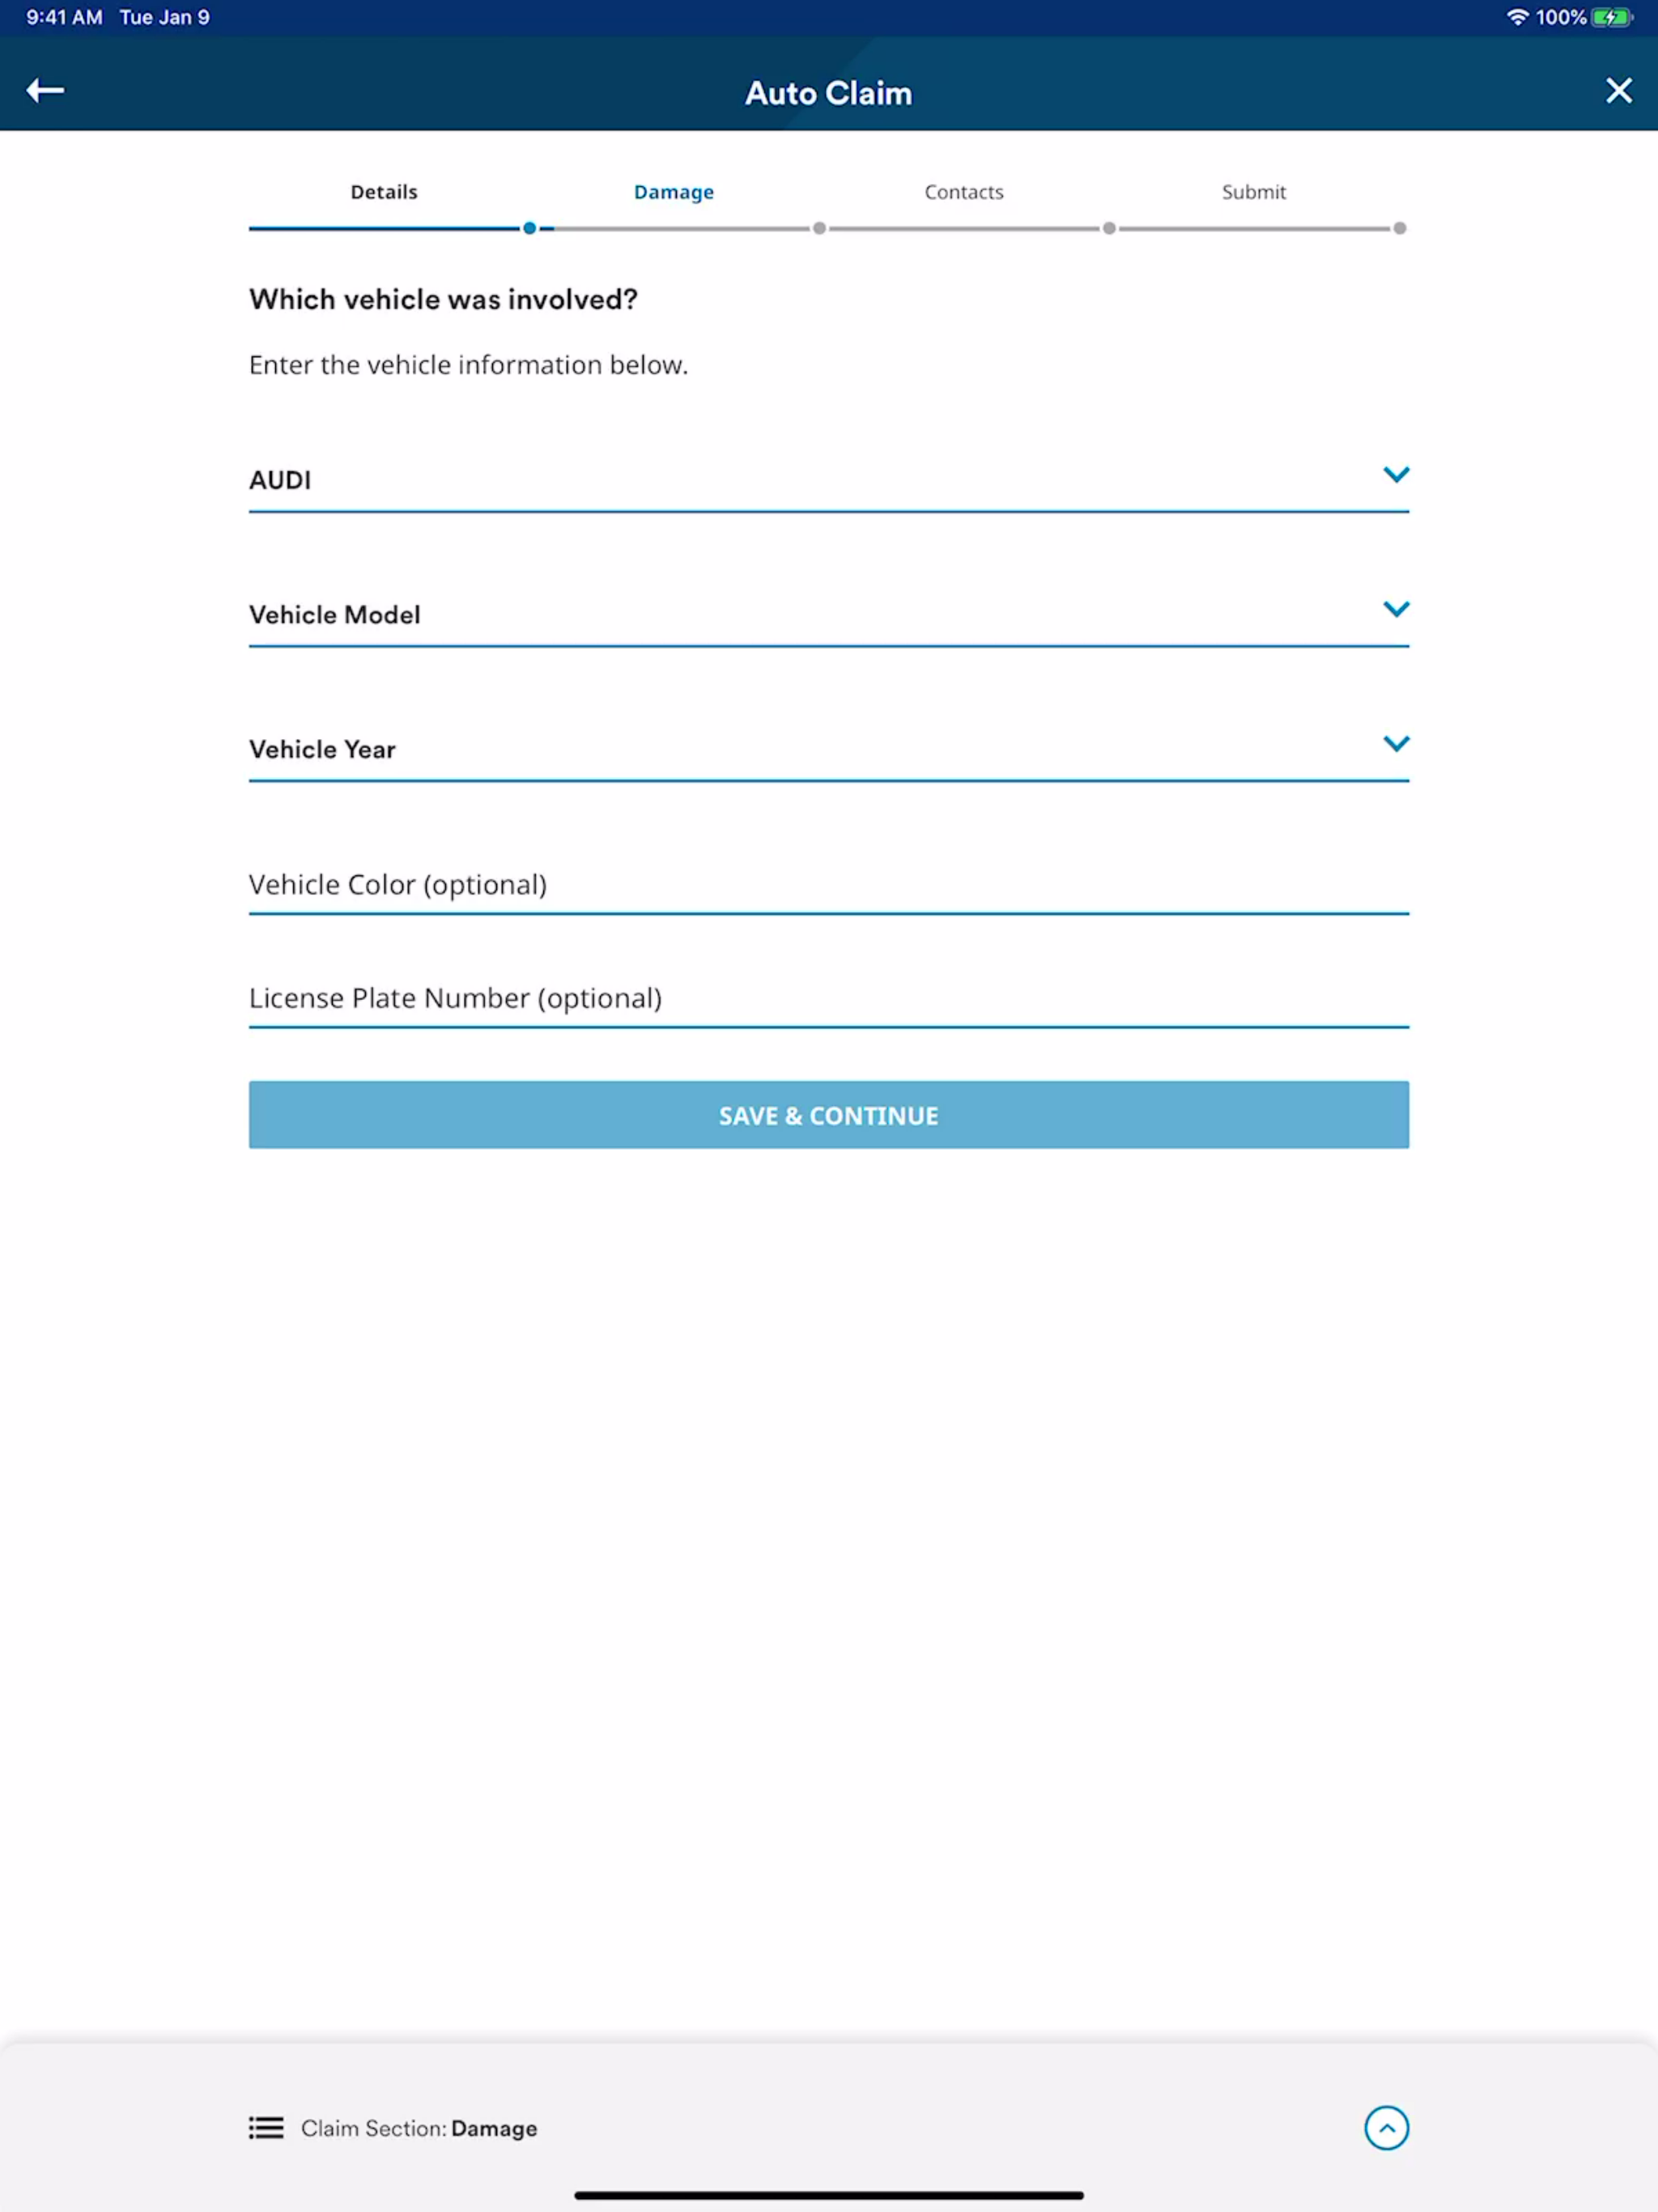 9:41 AM Tue Jan 9 100%
Auto Claim
Details Damage Contacts Submit
Which vehicle was involved?
Enter the vehicle information below.
AUDI
Vehicle Model
Vehicle Year
Vehicle Color (optional)
License Plate Number (optional)
SAVE & CONTINUE
Claim Section: Damage